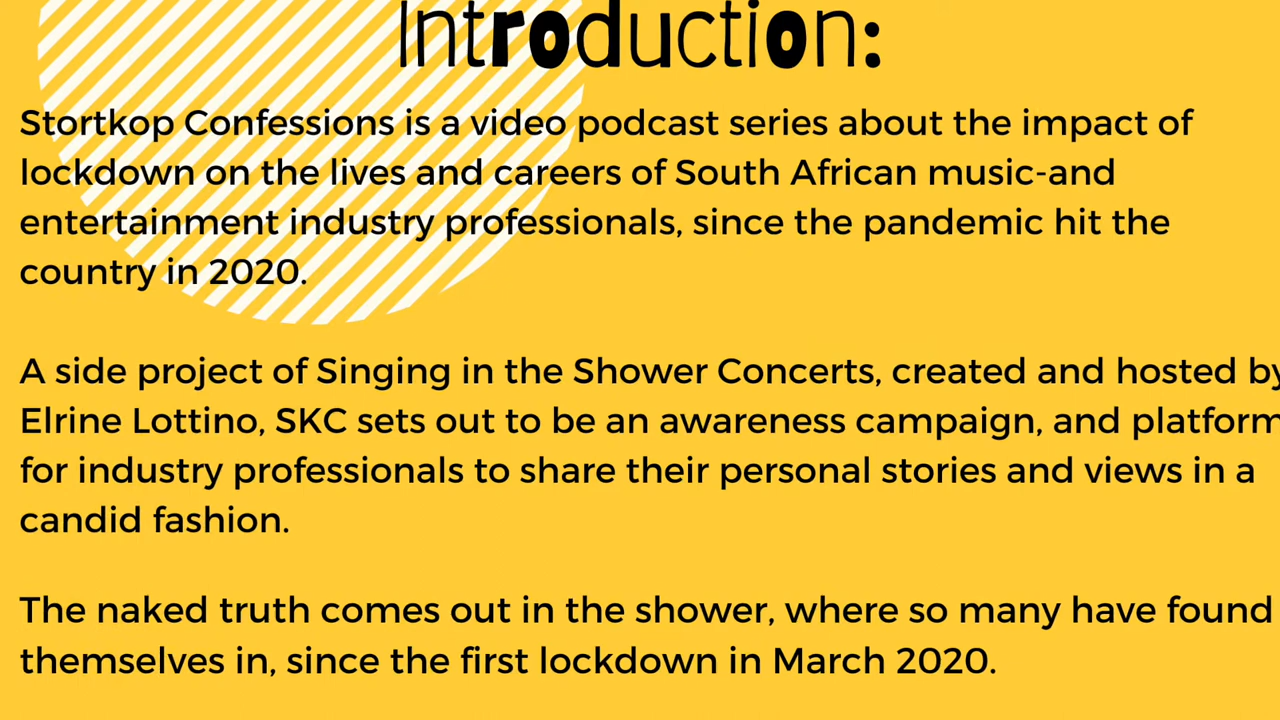 Introduction:
Stortkop Confessions is a video podcast series about the impact of
lockdown on the lives and careers of South African music-and
entertainment industry professionals, since the pandemic hit the
country in 2020.
A side project of Singing in the Shower Concerts, created and hosted by
Elrine Lottino, SKC sets out to be an awareness campaign, and platform
for industry professionals to share their personal stories and views in a
candid fashion.
The naked truth comes out in the shower, where so many have found
themselves in, since the first lockdown in March 2020.